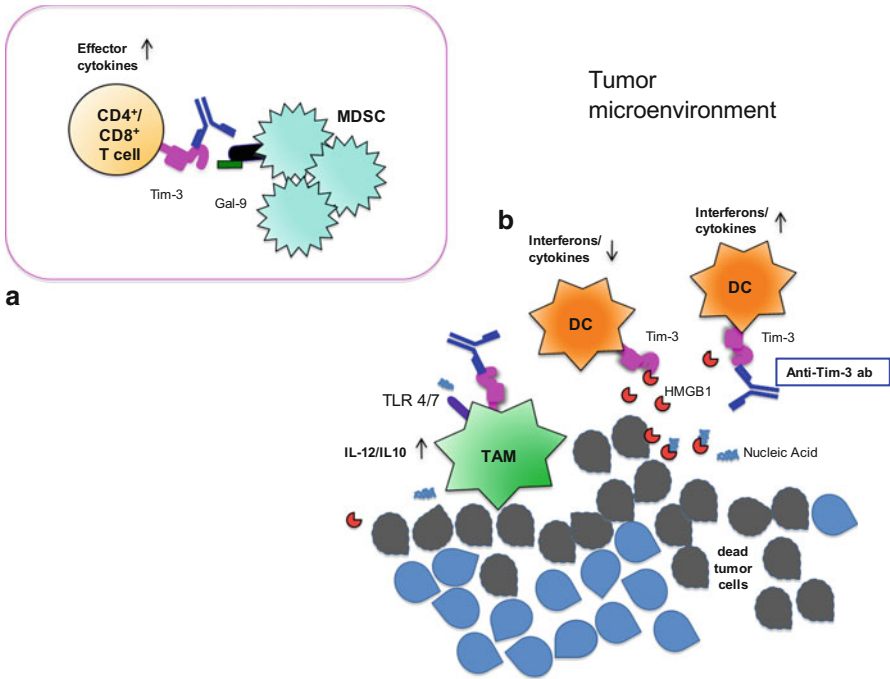 Effector
cytokines
CD4+/
CD8+
T cell
Tim-3
Gal-9
MDSC
Tumor
microenvironment
a
b
Interferons/
cytokines
DC
Tim-3
HMGB1
Interferons/
cytokines
DC
Tim-3
Anti-Tim-3 ab
Nucleic Acid
TLR 4/7
IL-12/IL10
TAM
dead
tumor
cells